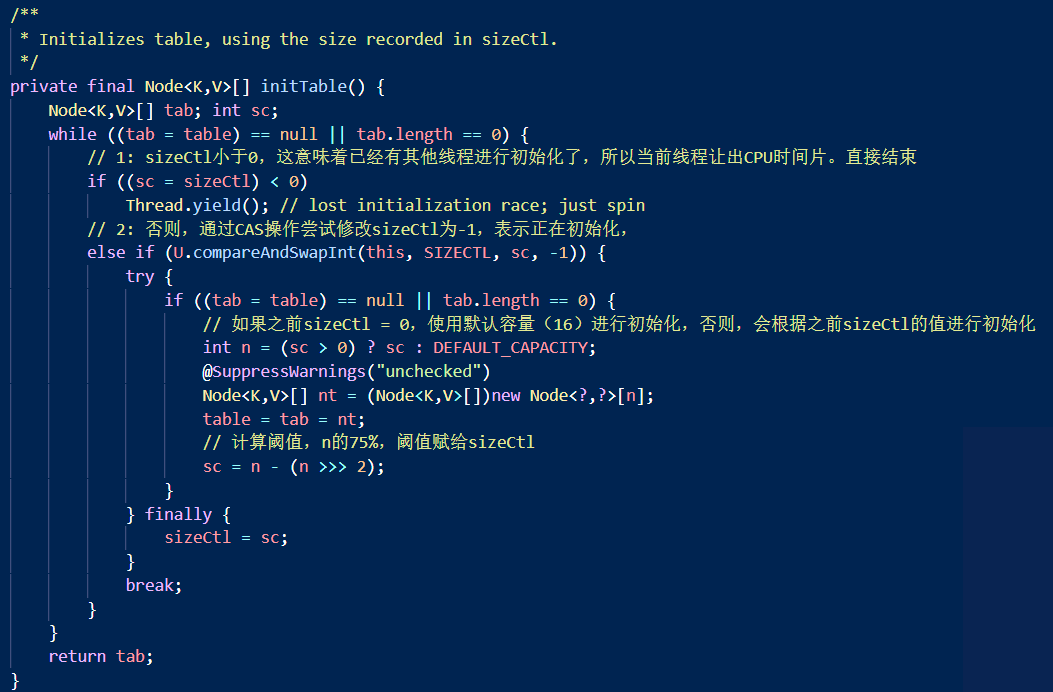 /**
 * Initializes table, using the size recorded in sizeCtl.
 */
private final Node<K,V>[] initTable() {
    Node<K,V>[] tab; int sc;
    while ((tab = table) == null || tab.length == 0) {
        // 1: sizeCtl小于0，这意味着已经有其他线程进行初始化了，所以当前线程让出CPU时间片。直接结束
        if ((sc = sizeCtl) < 0)
            Thread.yield(); // lost initialization race; just spin
        // 2: 否则，通过CAS操作尝试修改sizeCtl为-1，表示正在初始化，
        else if (U.compareAndSwapInt(this, SIZECTL, sc, -1)) {
            try {
                if ((tab = table) == null || tab.length == 0) {
                    // 如果之前sizeCtl = 0，使用默认容量（16）进行初始化，否则，会根据之前sizeCtl的值进行初始化
                    int n = (sc > 0) ? sc : DEFAULT_CAPACITY;
                    @SuppressWarnings("unchecked")
                    Node<K,V>[] nt = (Node<K,V>[])new Node<?,?>[n];
                    table = tab = nt;
                    // 计算阈值，n的75%，阈值赋给sizeCtl
                    sc = n - (n >>> 2);
                }
            } finally {
                sizeCtl = sc;
            }
            break;
        }
    }
    return tab;
}